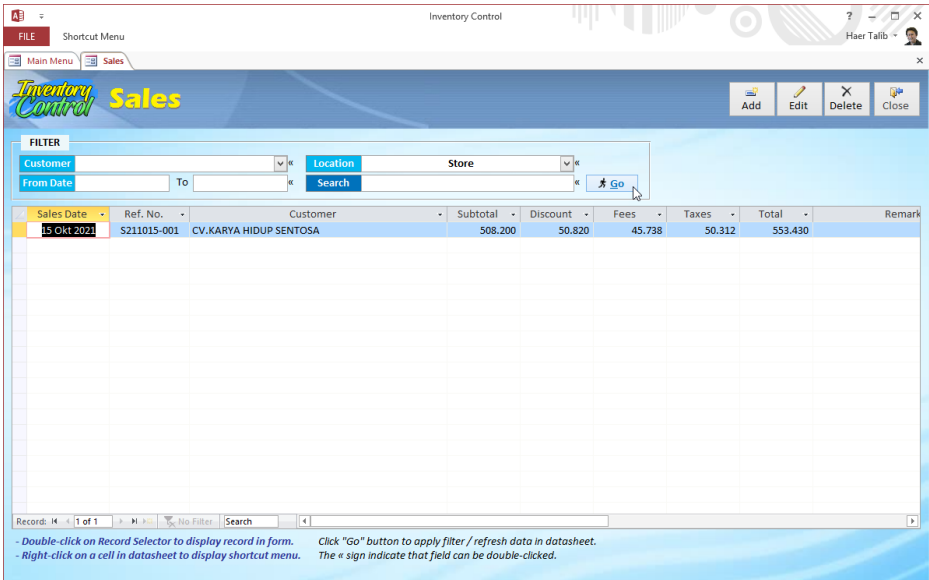 Inventory Control
FILE Shortcut Menu Haer Talib
Main Menu Sales
Inventory Control Sales
Add Edit Delete Close
FILTER
Customer « Location Store «
From Date To « Search « Go
Sales Date Ref. No. Customer Subtotal Discount Fees Taxes Total Remark
15 Okt 2021 S211015-001 CV.KARYA HIDUP SENTOSA 508.200 50.820 45.738 50.312 553.430
Record: 1 of 1 No Filter Search
- Double-click on Record Selector to display record in form. Click "Go" button to apply filter / refresh data in datasheet.
- Right-click on a cell in datasheet to display shortcut menu. The « sign indicate that field can be double-clicked.